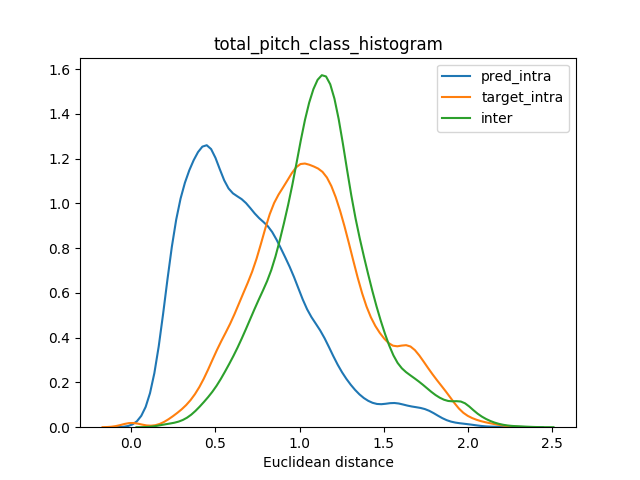 total_pitch_class_histogram
pred_intra
target_intra
inter
1.6
1.4
1.2
1.0
0.8
0.6
0.4
0.2
0.0
0.0 0.5 1.0 1.5 2.0 2.5
Euclidean distance